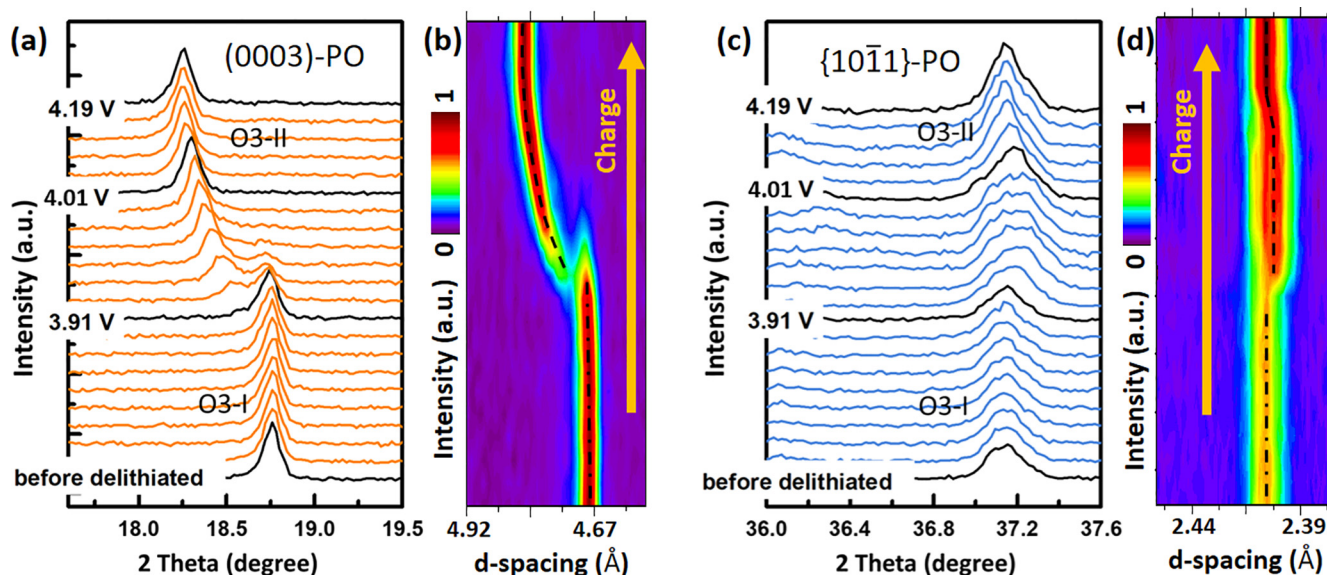 (a)
(0003)-PO
4.19 V
O3-II
4.01 V
3.91 V
O3-I
before delithiated
Intensity (a.u.)
18.0 18.5 19.0 19.5
2 Theta (degree)
(b)
1
0
Intensity (a.u.)
Charge
4.92 4.67
d-spacing (Å)
(c)
{101̄1}-PO
4.19 V
O3-II
4.01 V
3.91 V
O3-I
before delithiated
Intensity (a.u.)
36.0 36.4 36.8 37.2 37.6
2 Theta (degree)
(d)
1
0
Intensity (a.u.)
Charge
2.44 2.39
d-spacing (Å)